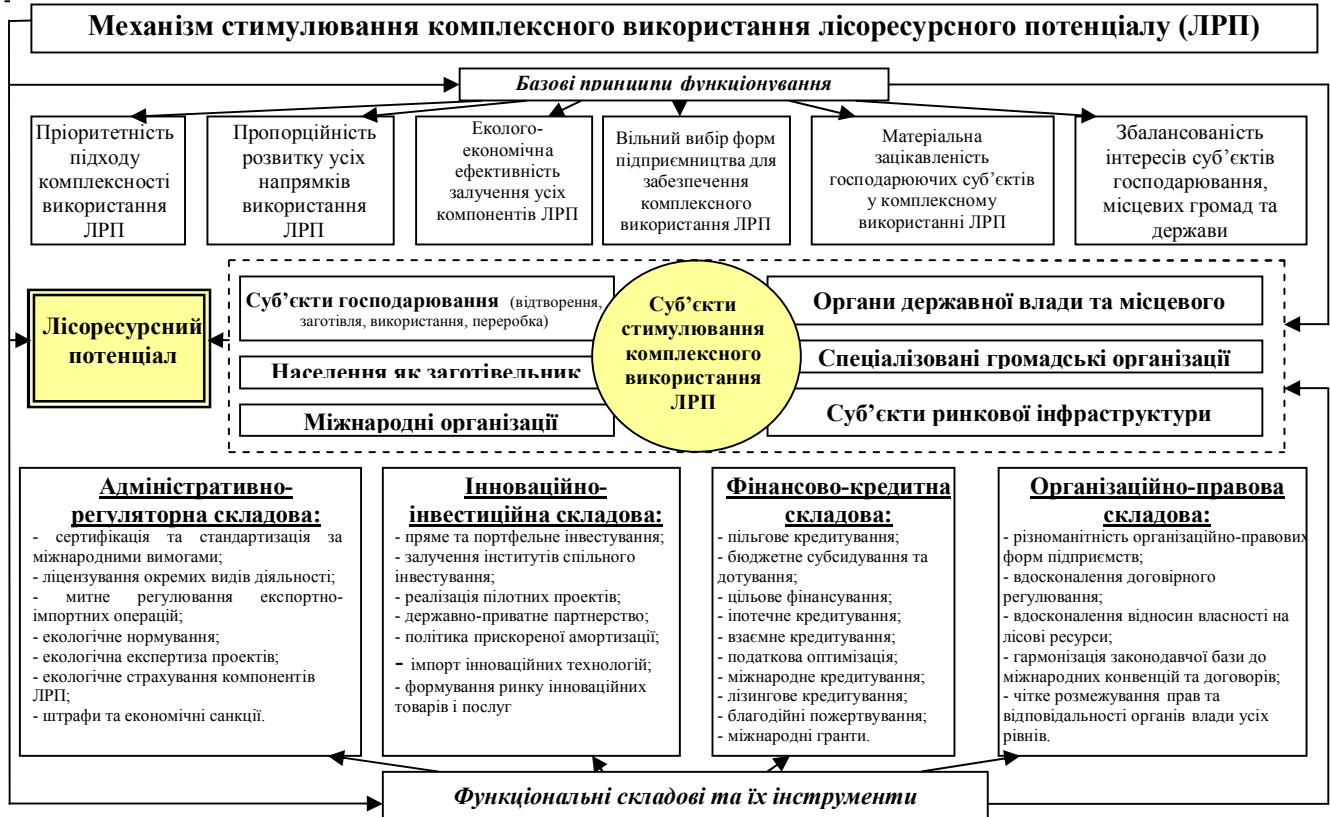 Механізм стимулювання комплексного використання лісоресурсного потенціалу (ЛРП)
Базові принципи функціонування
Пріоритетність
підходу
комплексності
використання
ЛРП
Пропорційність
розвитку усіх
напрямків
використання
ЛРП
Еколого-
економічна
ефективність
залучення усіх
компонентів ЛРП
Вільний вибір форм
підприємництва для
забезпечення
комплексного
використання ЛРП
Матеріальна
зацікавленість
господарюючих суб’єктів
у комплексному
використанні ЛРП
Збалансованість
інтересів суб’єктів
господарювання,
місцевих громад та
держави
Лісоресурсний
потенціал
Суб’єкти господарювання (відтворення,
заготівля, використання, переробка)
Населення як заготівельник
Міжнародні організації
Суб’єкти
стимулювання
комплексного
використання
ЛРП
Органи державної влади та місцевого
Спеціалізовані громадські організації
Суб’єкти ринкової інфраструктури
Адміністративно-
регуляторна складова:
- сертифікація та стандартизація за
міжнародними вимогами;
- ліцензування окремих видів діяльності;
- митне регулювання експортно-
імпортних операцій;
- екологічне нормування;
- екологічна експертиза проектів;
- екологічне страхування компонентів
ЛРП;
- штрафи та економічні санкції.
Інноваційно-
інвестиційна складова:
- пряме та портфельне інвестування;
- залучення інститутів спільного
інвестування;
- реалізація пілотних проектів;
- державно-приватне партнерство;
- політика прискореної амортизації;
- імпорт інноваційних технологій;
- формування ринку інноваційних
товарів і послуг
Фінансово-кредитна
складова:
- пільгове кредитування;
- бюджетне субсидування та
дотування;
- цільове фінансування;
- іпотечне кредитування;
- взаємне кредитування;
- податкова оптимізація;
- міжнародне кредитування;
- лізингове кредитування;
- благодійні пожертвування;
- міжнародні гранти.
Організаційно-правова
складова:
- різноманітність організаційно-правових
форм підприємств;
- вдосконалення договірного
регулювання;
- вдосконалення відносин власності на
лісові ресурси;
- гармонізація законодавчої бази до
міжнародних конвенцій та договорів;
- чітке розмежування прав та
відповідальності органів влади усіх
рівнів.
Функціональні складові та їх інструменти